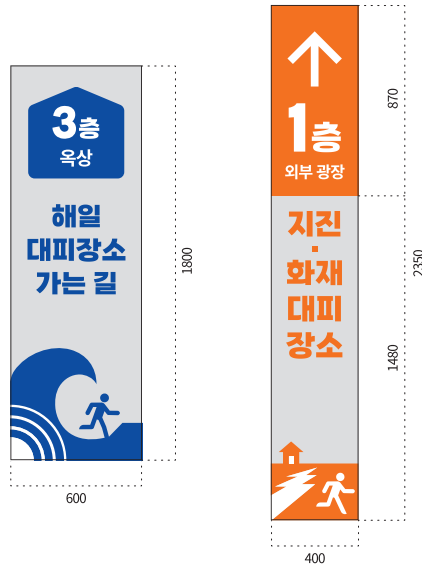 3층
옥상
해일
대피장소
가는 길
1800
600
1층
외부 광장
지진
·
화재
대피
장소
870
1480
2350
400